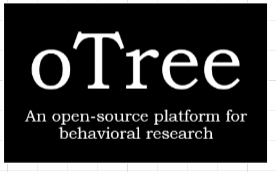 oTree
An open-source platform for
behavioral research